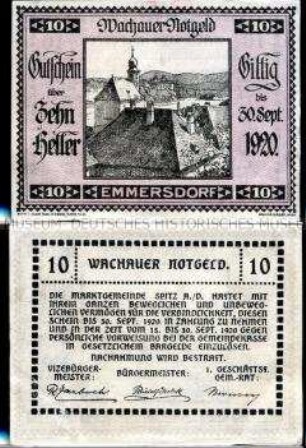 10 Wachauer-Notgeld 10
Gutschein
über
Zehn
Heller
Giltig
bis
30. Sept.
1920.
10 EMMERSDORF 10
DEUTSCHES HISTORISCHES MUSEUM
10 WACHAUER NOTGELD. 10
DIE MARKTGEMEINDE SPITZ A./D. HAFTET MIT
IHREM GANZEN BEWEGLICHEN UND UNBEWEG-
LICHEN VERMÖGEN FÜR DIE VERBINDLICHKEIT, DIESEN
SCHEIN BIS 30. SEPT. 1920 IN ZAHLUNG ZU NEHMEN
UND IN DER ZEIT VOM 15. BIS 30. SEPT. 1920 GEGEN
PERSÖNLICHE VORWEISUNG BEI DER GEMEINDEKASSE
IN GESETZLICHEM BARGELDE EINZULÖSEN.
NACHAHMUNG WIRD BESTRAFT.
VIZEBÜRGER-
MEISTER:
BÜRGERMEISTER:
1. GESCHÄFTSF.
GEM.-RAT: